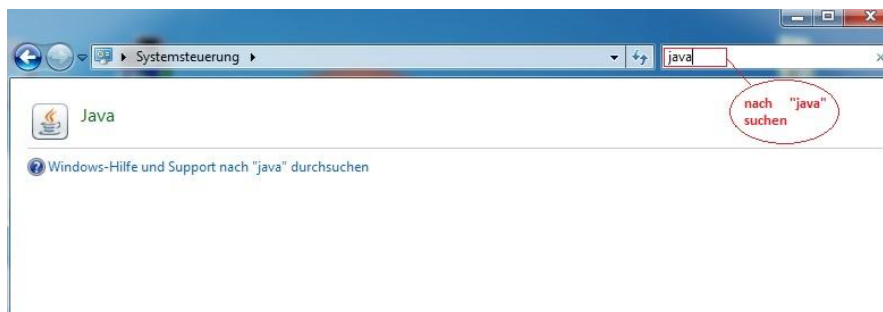 Systemsteuerung
java
nach "java"
suchen
Java
Windows-Hilfe und Support nach "java" durchsuchen